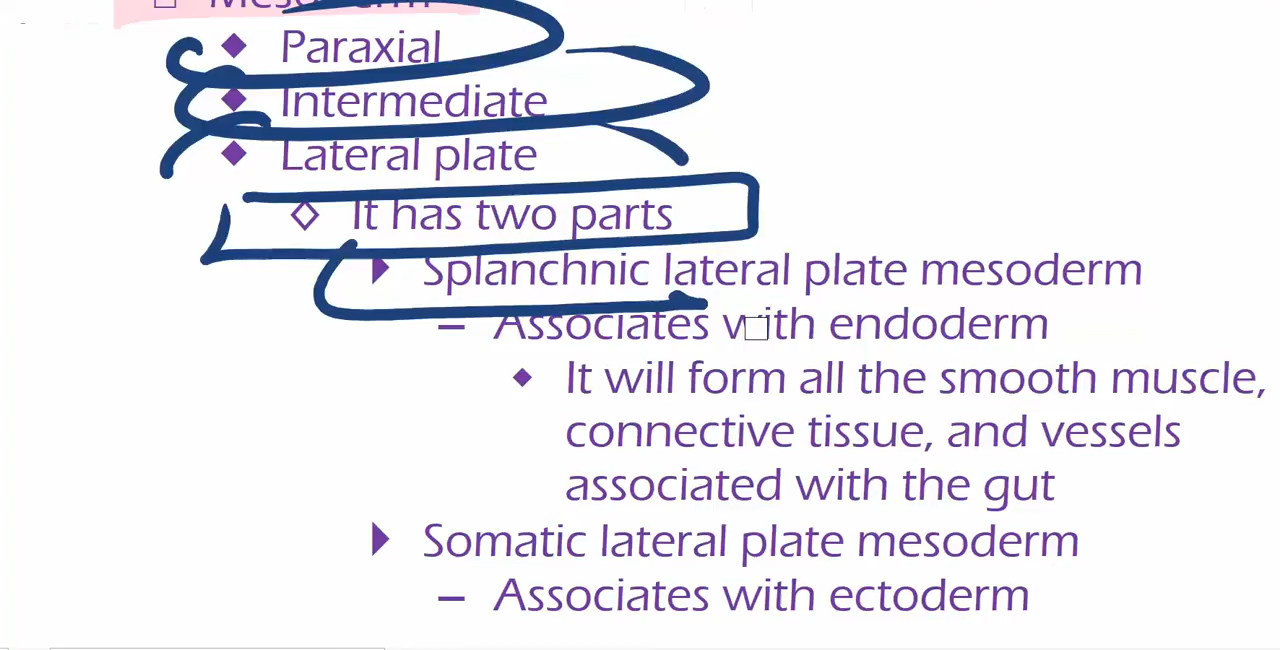 Mesoderm
Paraxial
Intermediate
Lateral plate
It has two parts
Splanchnic lateral plate mesoderm
– Associates with endoderm
It will form all the smooth muscle,
connective tissue, and vessels
associated with the gut
Somatic lateral plate mesoderm
– Associates with ectoderm